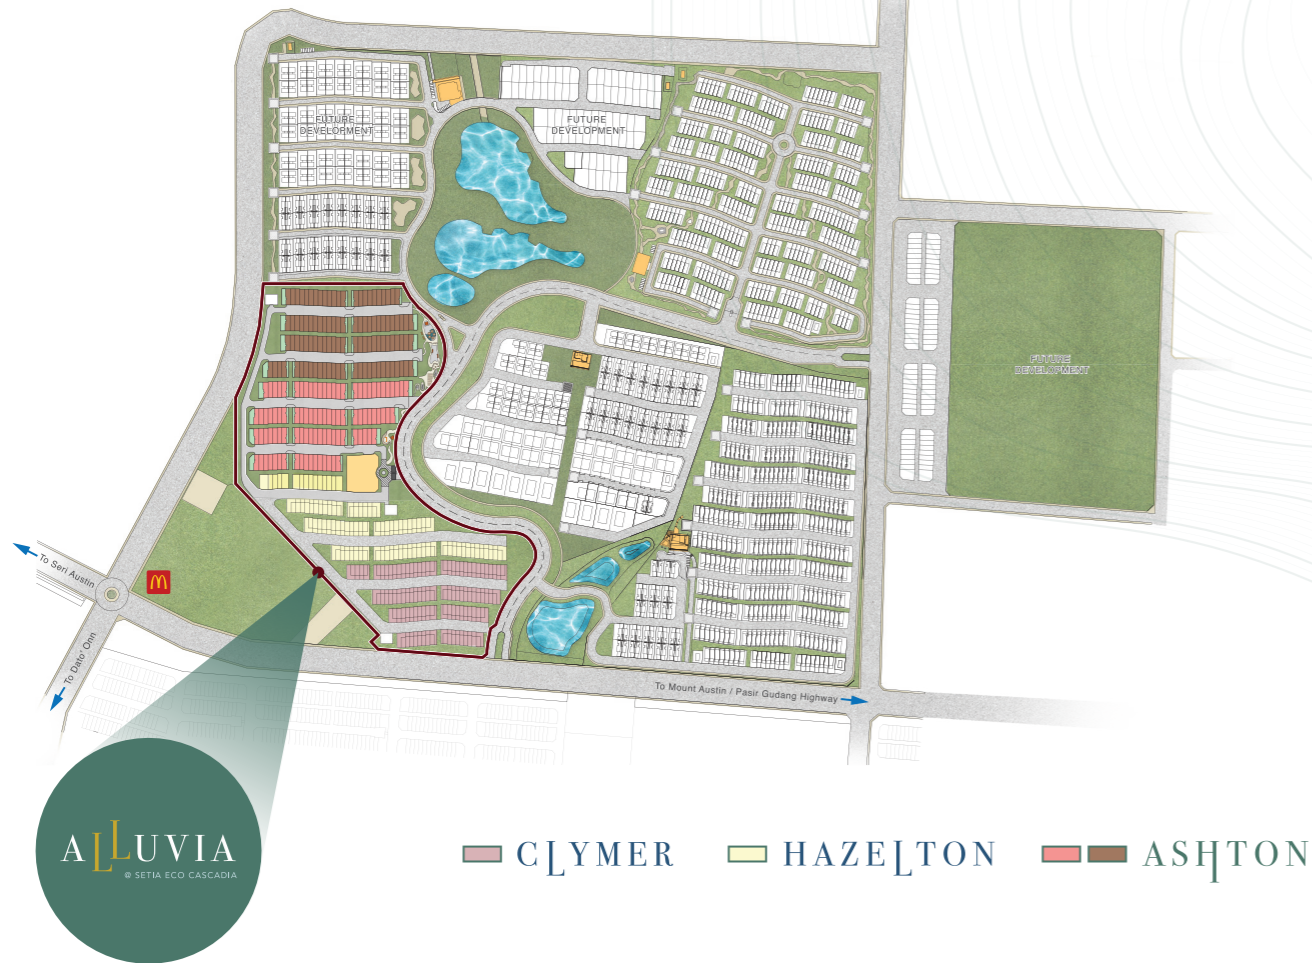 FUTURE
DEVELOPMENT
FUTURE
DEVELOPMENT
FUTURE
DEVELOPMENT
To Seri Austin
To Dato' Onn
To Mount Austin / Pasir Gudang Highway
ALLUVIA
@ SETIA ECO CASCADIA
CLYMER
HAZELTON
ASHTON